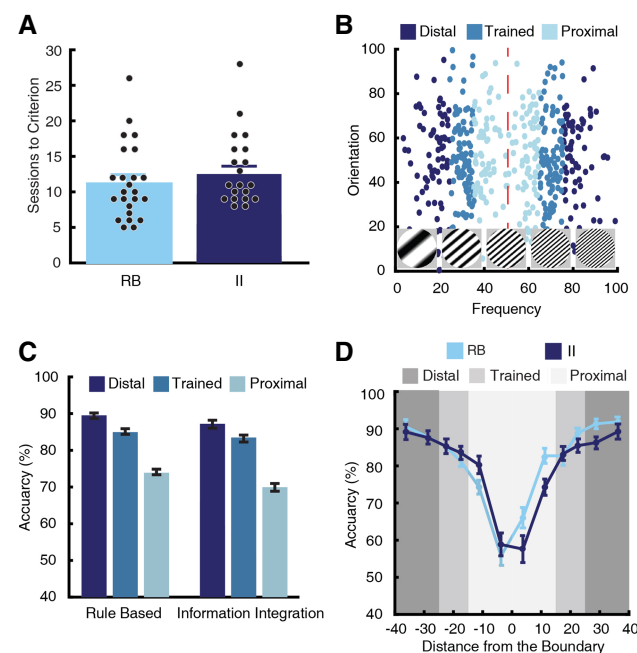 A
30
25
20
15
10
5
0
Sessions to Criterion
RB
II
B
Distal Trained Proximal
100
80
60
40
20
0
Orientation
0 20 40 60 80 100
Frequency
C
Distal Trained Proximal
100
90
80
70
60
50
40
Accuarcy (%)
Rule Based Information Integration
D
RB II
Distal Trained Proximal
100
90
80
70
60
50
40
Accuarcy (%)
-40 -30 -20 -10 0 10 20 30 40
Distance from the Boundary